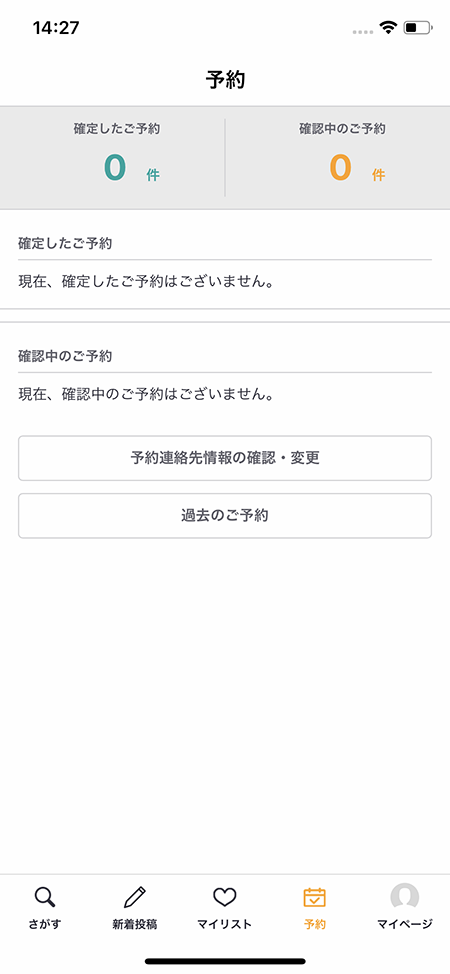 14:27
予約
確定したご予約
確認中のご予約
0 件
0 件
確定したご予約
現在、確定したご予約はございません。
確認中のご予約
現在、確認中のご予約はございません。
予約連絡先情報の確認・変更
過去のご予約
さがす
新着投稿
マイリスト
予約
マイページ